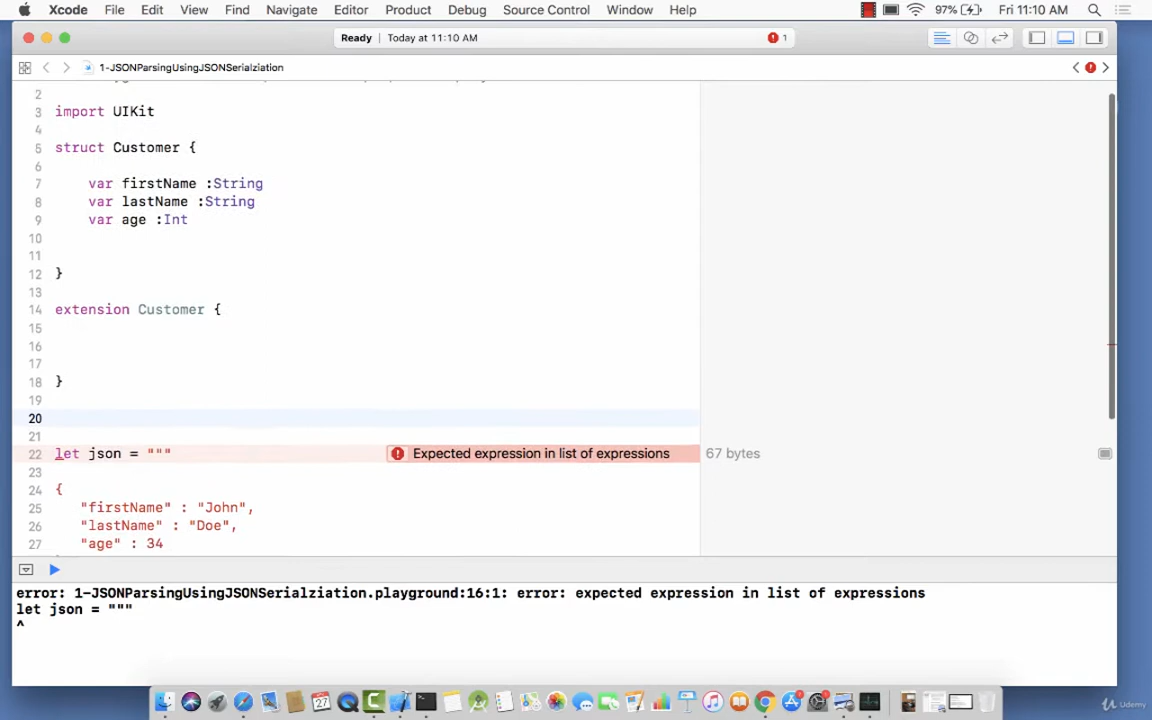 Xcode File Edit View Find Navigate Editor Product Debug Source Control Window Help 97% Fri 11:10 AM
Ready Today at 11:10 AM 1
1-JSONParsingUsingJSONSerialziation
2
3 import UIKit
4
5 struct Customer {
6
7 var firstName :String
8 var lastName :String
9 var age :Int
10
11
12 }
13
14 extension Customer {
15
16
17
18 }
19
20
21
22 let json = """ Expected expression in list of expressions 67 bytes
23
24 {
25 "firstName" : "John",
26 "lastName" : "Doe",
27 "age" : 34
error: 1-JSONParsingUsingJSONSerialziation.playground:16:1: error: expected expression in list of expressions
let json = """
^
27
Udemy